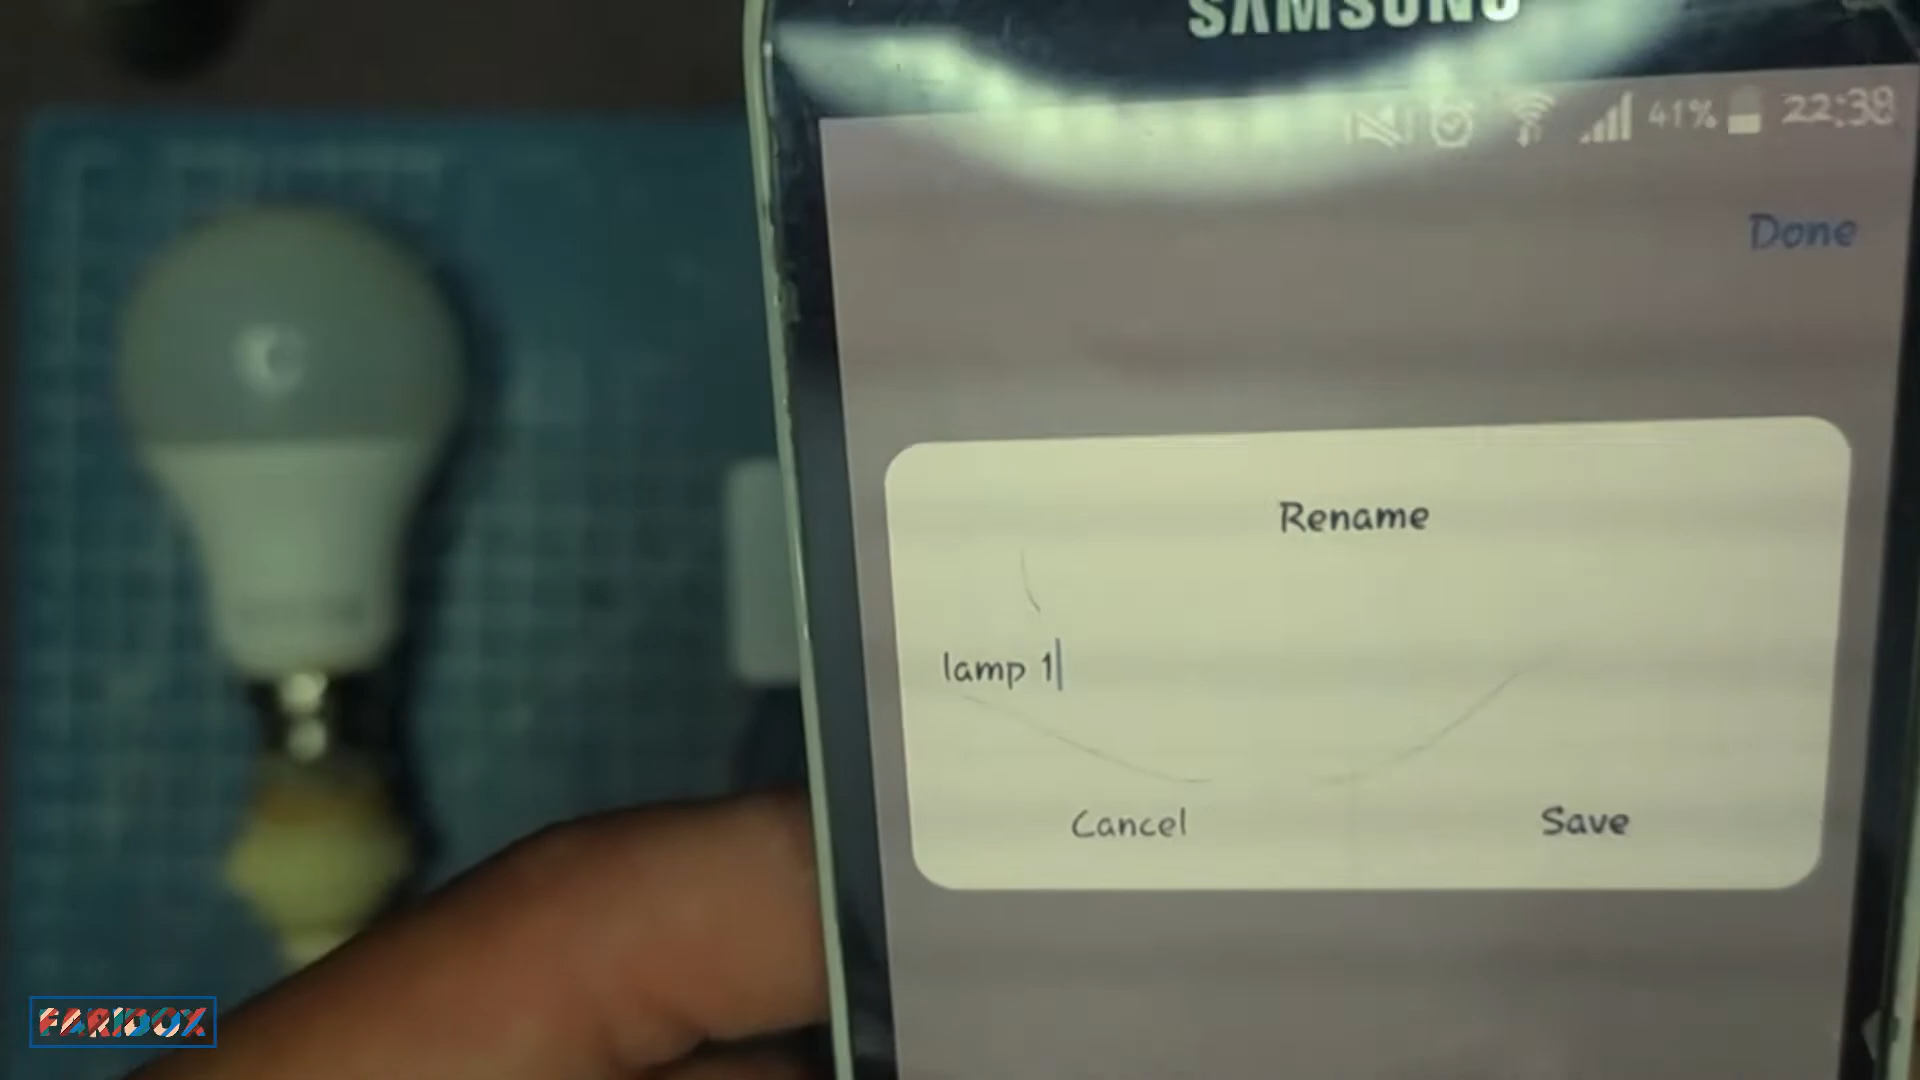 SAMSUNG
41% 22:38
Done
Rename
lamp 1
Cancel Save
FARIDOX